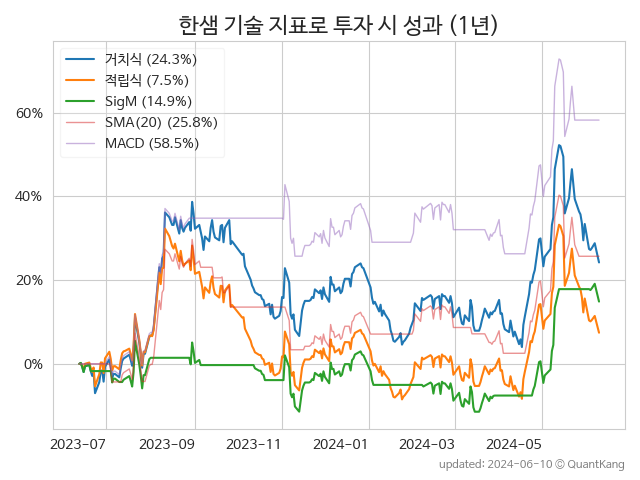 한샘 기술 지표로 투자 시 성과 (1년)
거치식 (24.3%)
적립식 (7.5%)
SigM (14.9%)
SMA(20) (25.8%)
MACD (58.5%)
60%
40%
20%
0%
2023-07 2023-09 2023-11 2024-01 2024-03 2024-05
updated: 2024-06-10 © QuantKang